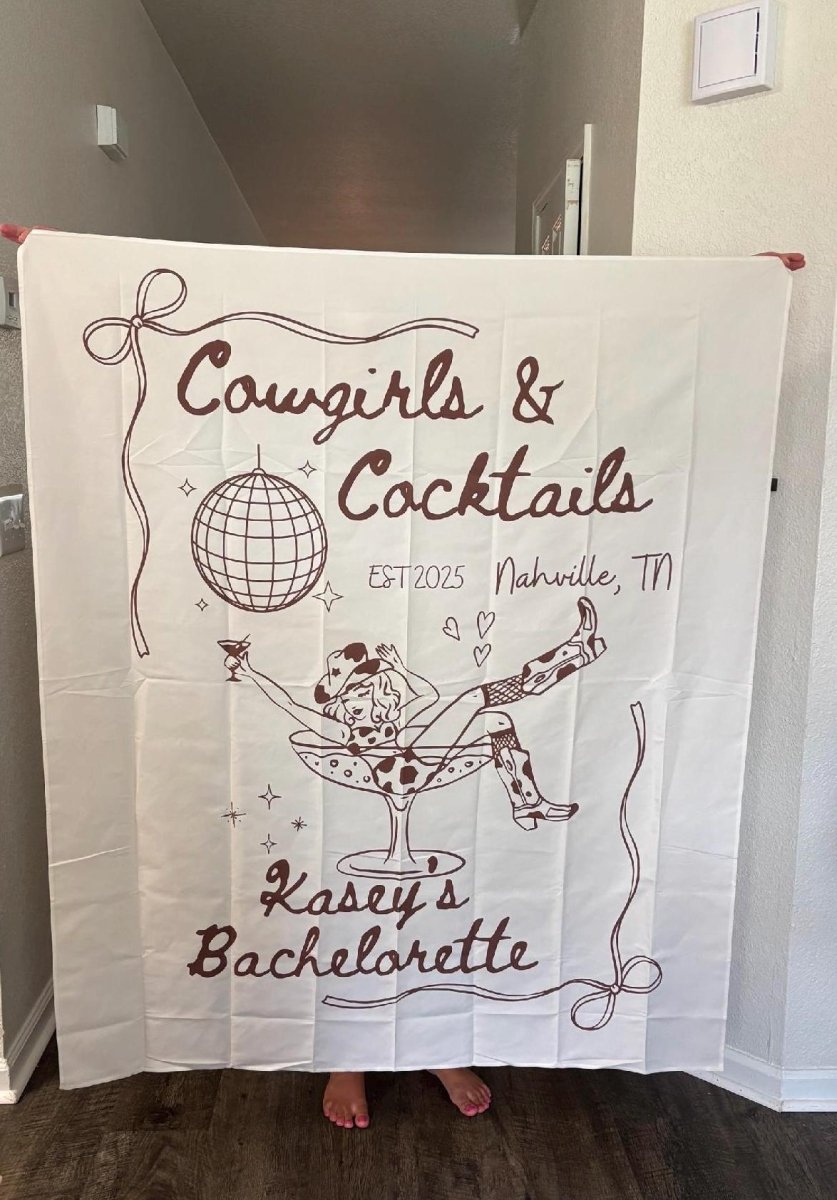 Cowgirls &
Cocktails
EST 2025 Nahville, TN
Kasey's
Bachelorette